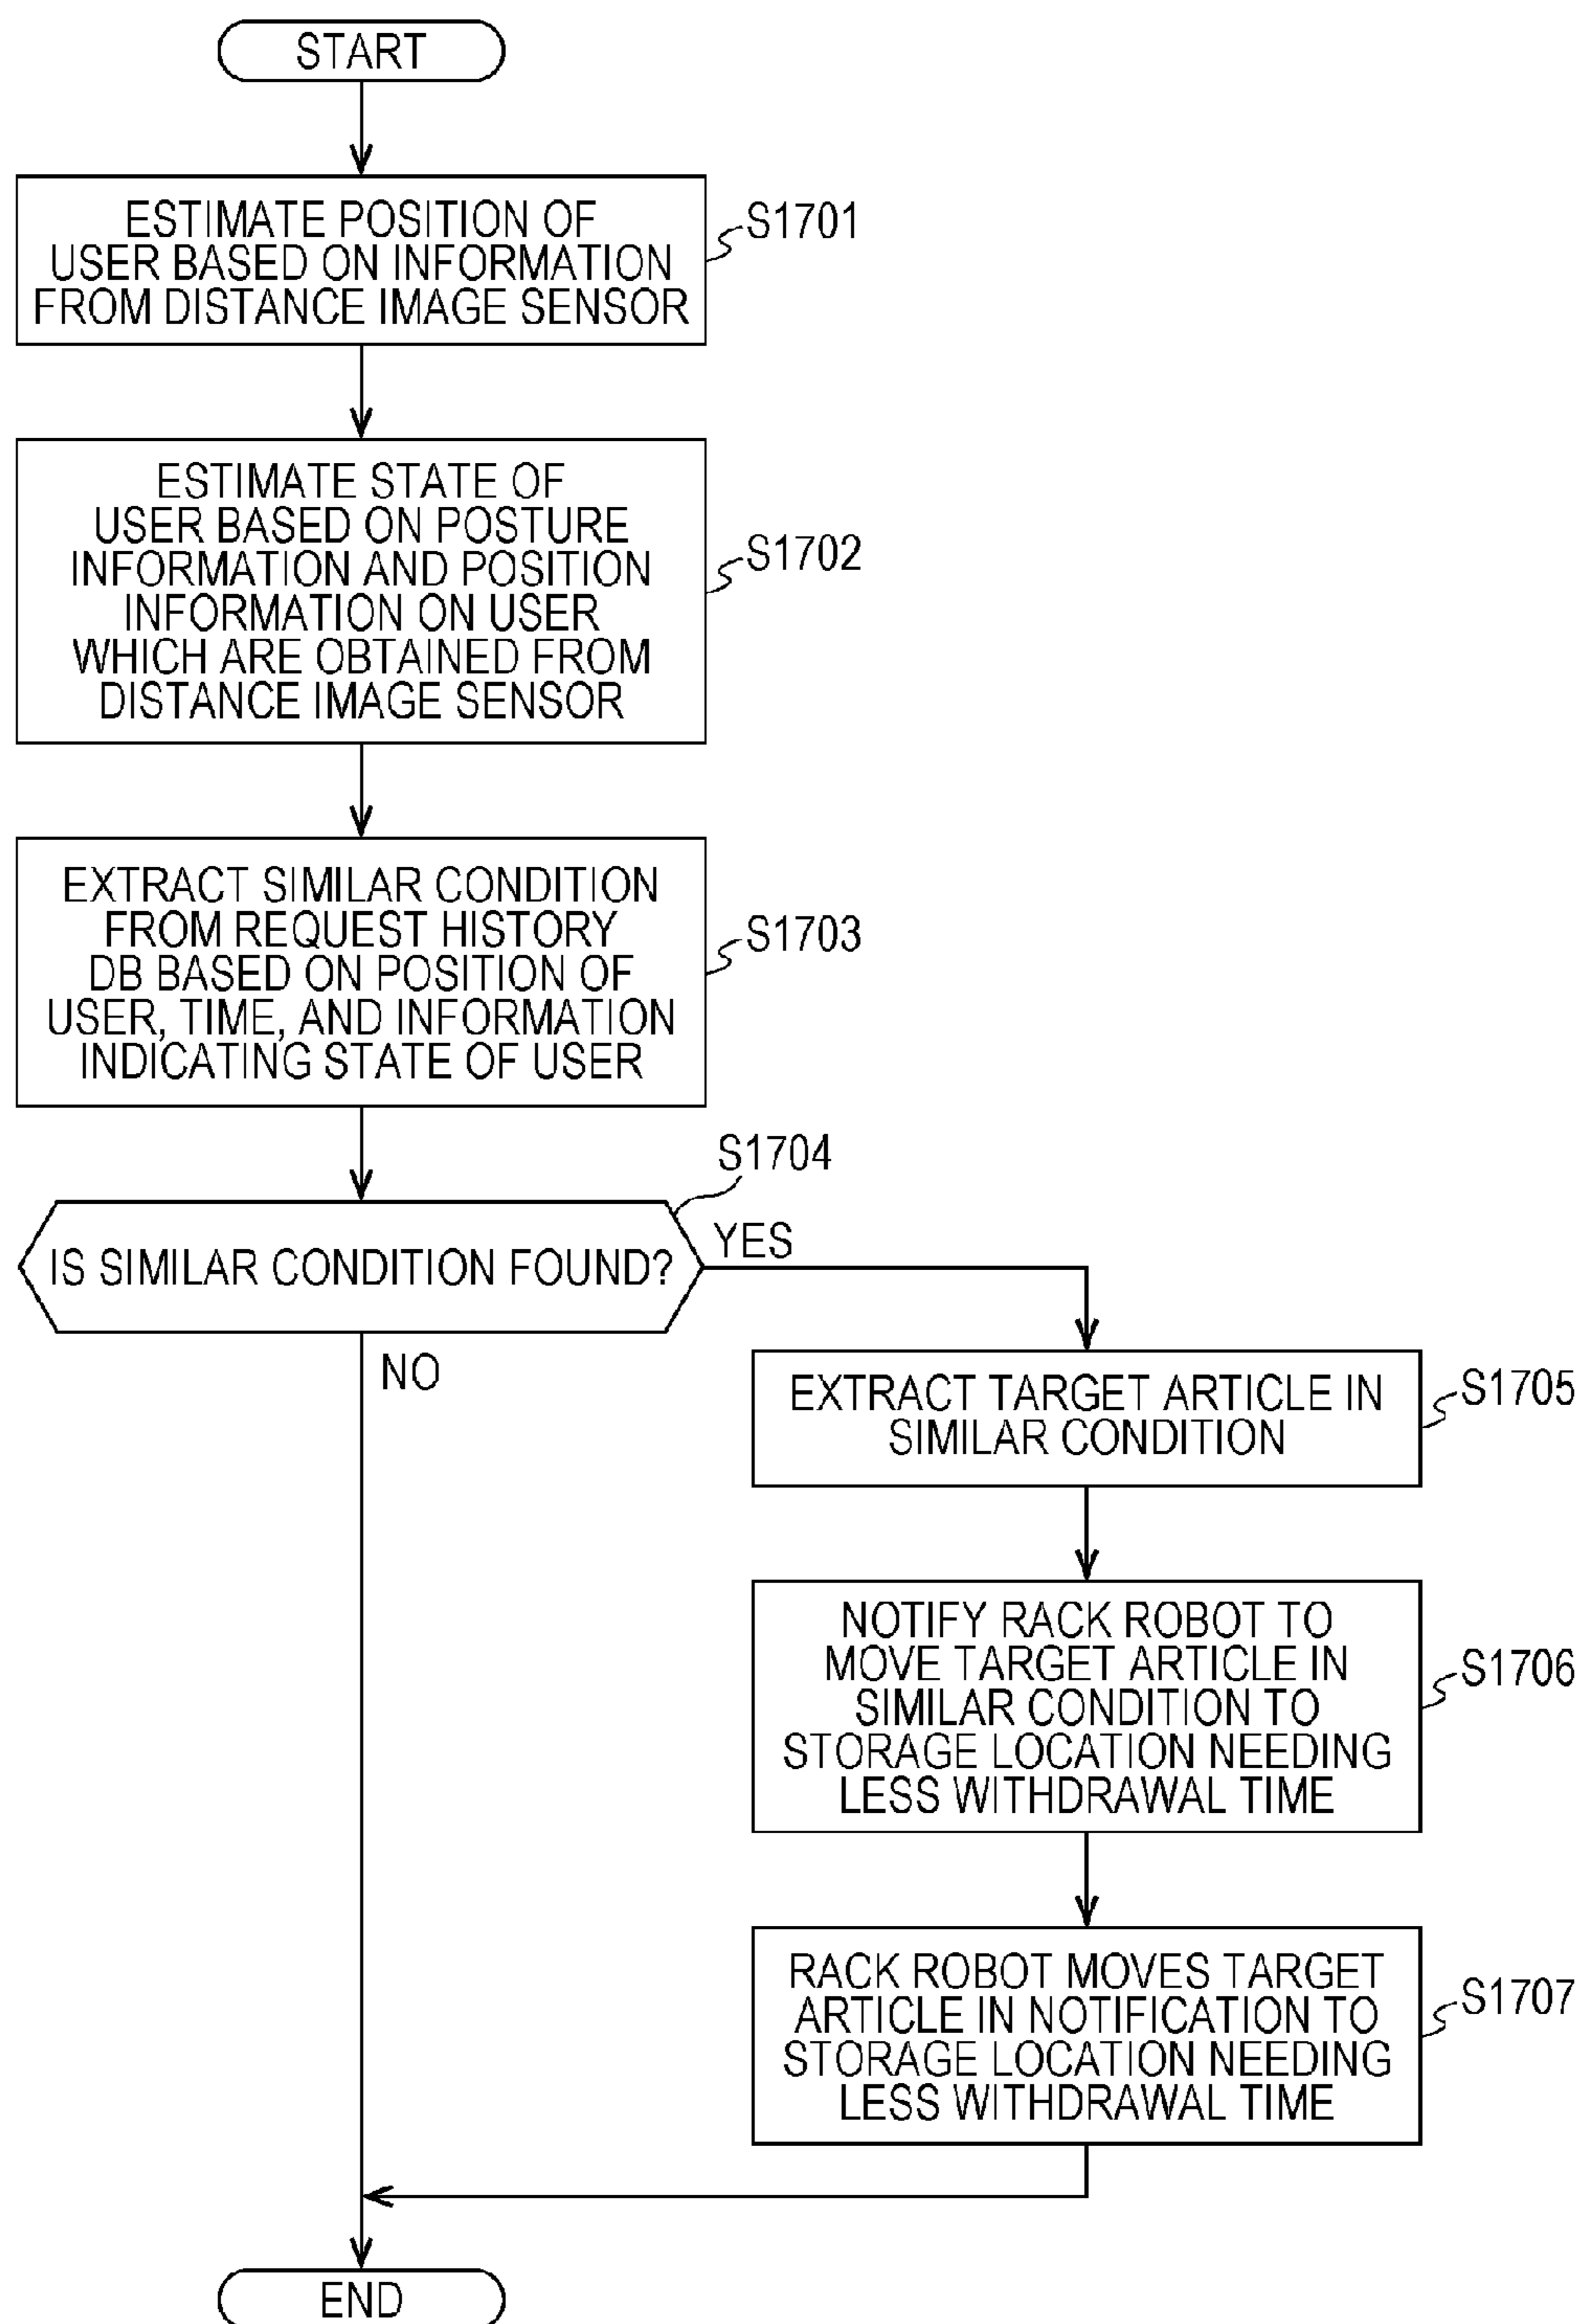 START
ESTIMATE POSITION OF
USER BASED ON INFORMATION
FROM DISTANCE IMAGE SENSOR
S1701
ESTIMATE STATE OF
USER BASED ON POSTURE
INFORMATION AND POSITION
INFORMATION ON USER
WHICH ARE OBTAINED FROM
DISTANCE IMAGE SENSOR
S1702
EXTRACT SIMILAR CONDITION
FROM REQUEST HISTORY
DB BASED ON POSITION OF
USER, TIME, AND INFORMATION
INDICATING STATE OF USER
S1703
S1704
IS SIMILAR CONDITION FOUND?
YES
NO
EXTRACT TARGET ARTICLE IN
SIMILAR CONDITION
S1705
NOTIFY RACK ROBOT TO
MOVE TARGET ARTICLE IN
SIMILAR CONDITION TO
STORAGE LOCATION NEEDING
LESS WITHDRAWAL TIME
S1706
RACK ROBOT MOVES TARGET
ARTICLE IN NOTIFICATION TO
STORAGE LOCATION NEEDING
LESS WITHDRAWAL TIME
S1707
END